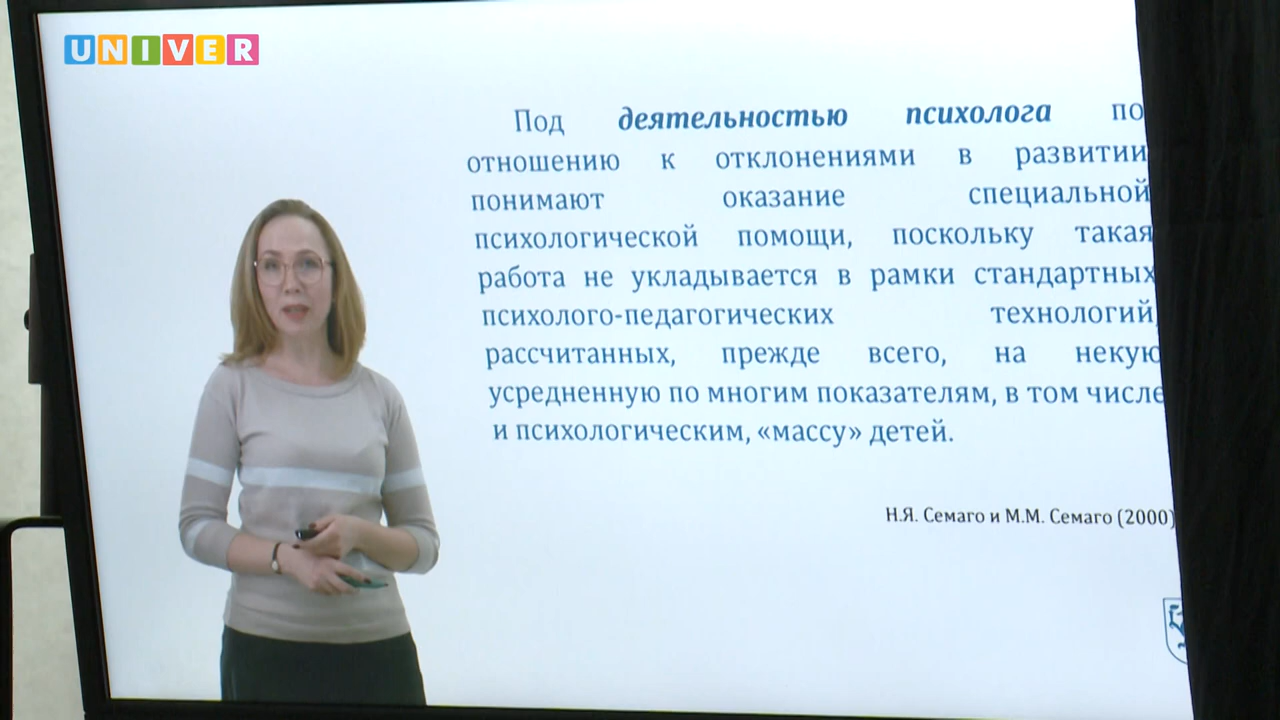 UNIVER
Под деятельностью психолога по
отношению к отклонениями в развитии
понимают оказание специальной
психологической помощи, поскольку такая
работа не укладывается в рамки стандартных
психолого-педагогических технологий,
рассчитанных, прежде всего, на некую
усредненную по многим показателям, в том числе
и психологическим, «массу» детей.
Н.Я. Семаго и М.М. Семаго (2000)